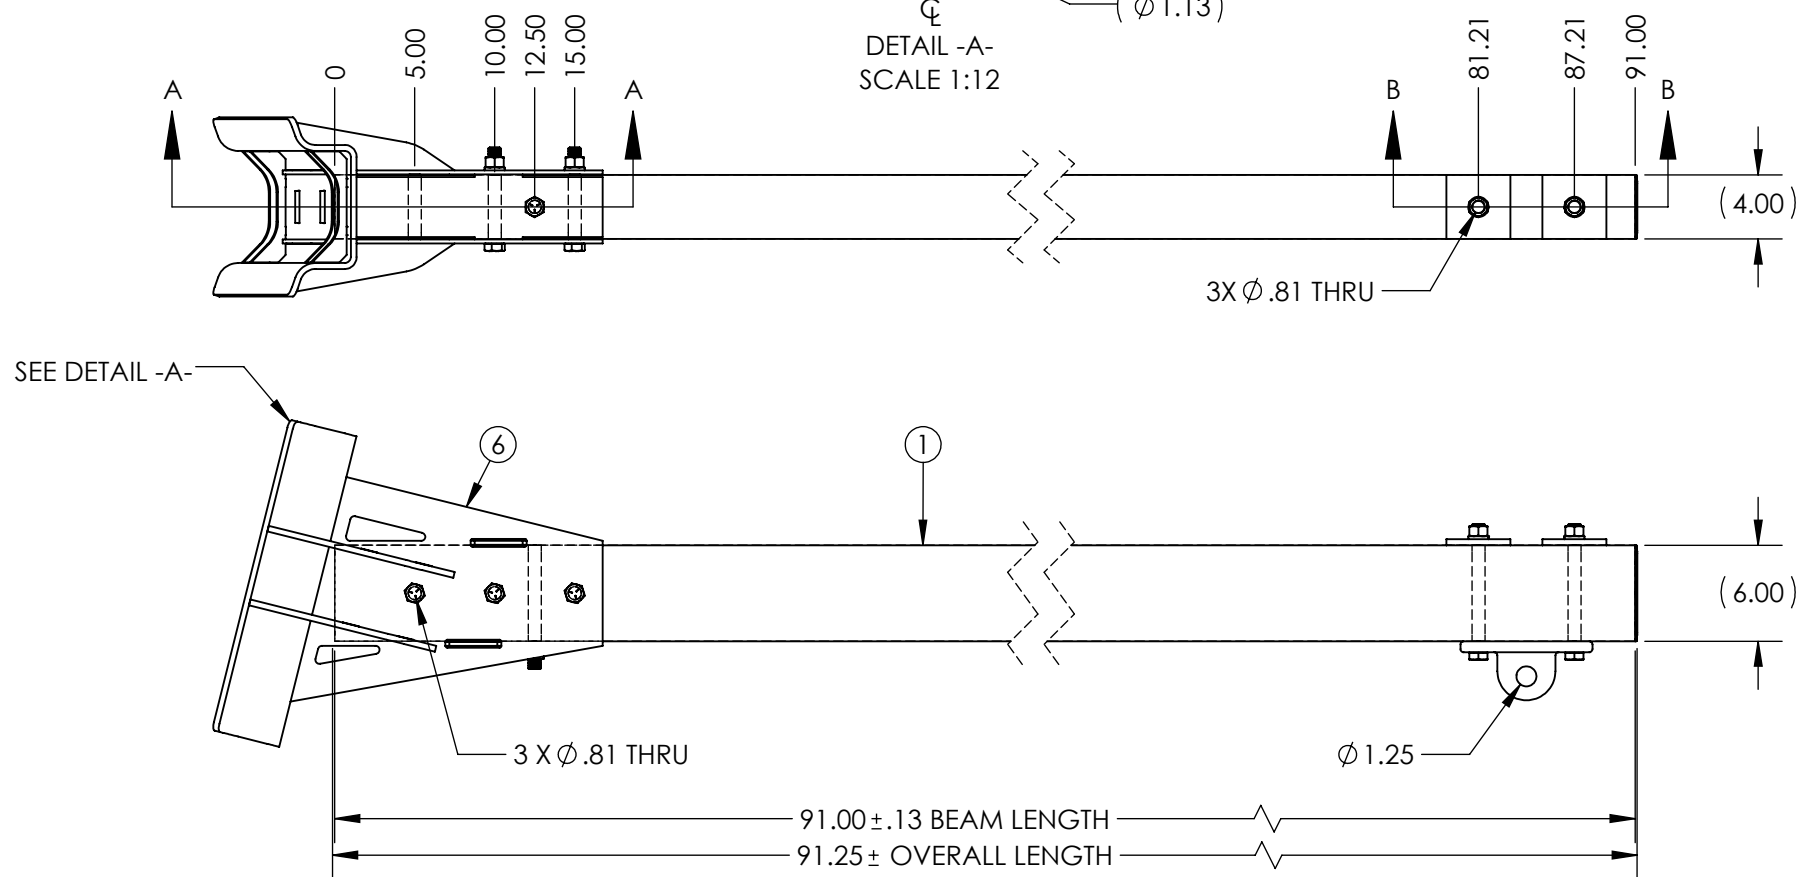 ℄
( ∅ 1.13 )
DETAIL -A-
SCALE 1:12
0
5.00
10.00
12.50
15.00
81.21
87.21
91.00
A
A
B
B
( 4.00 )
3X ∅ .81 THRU
SEE DETAIL -A-
6
1
( 6.00 )
3 X ∅ .81 THRU
∅ 1.25
91.00 ± .13 BEAM LENGTH
91.25 ± OVERALL LENGTH